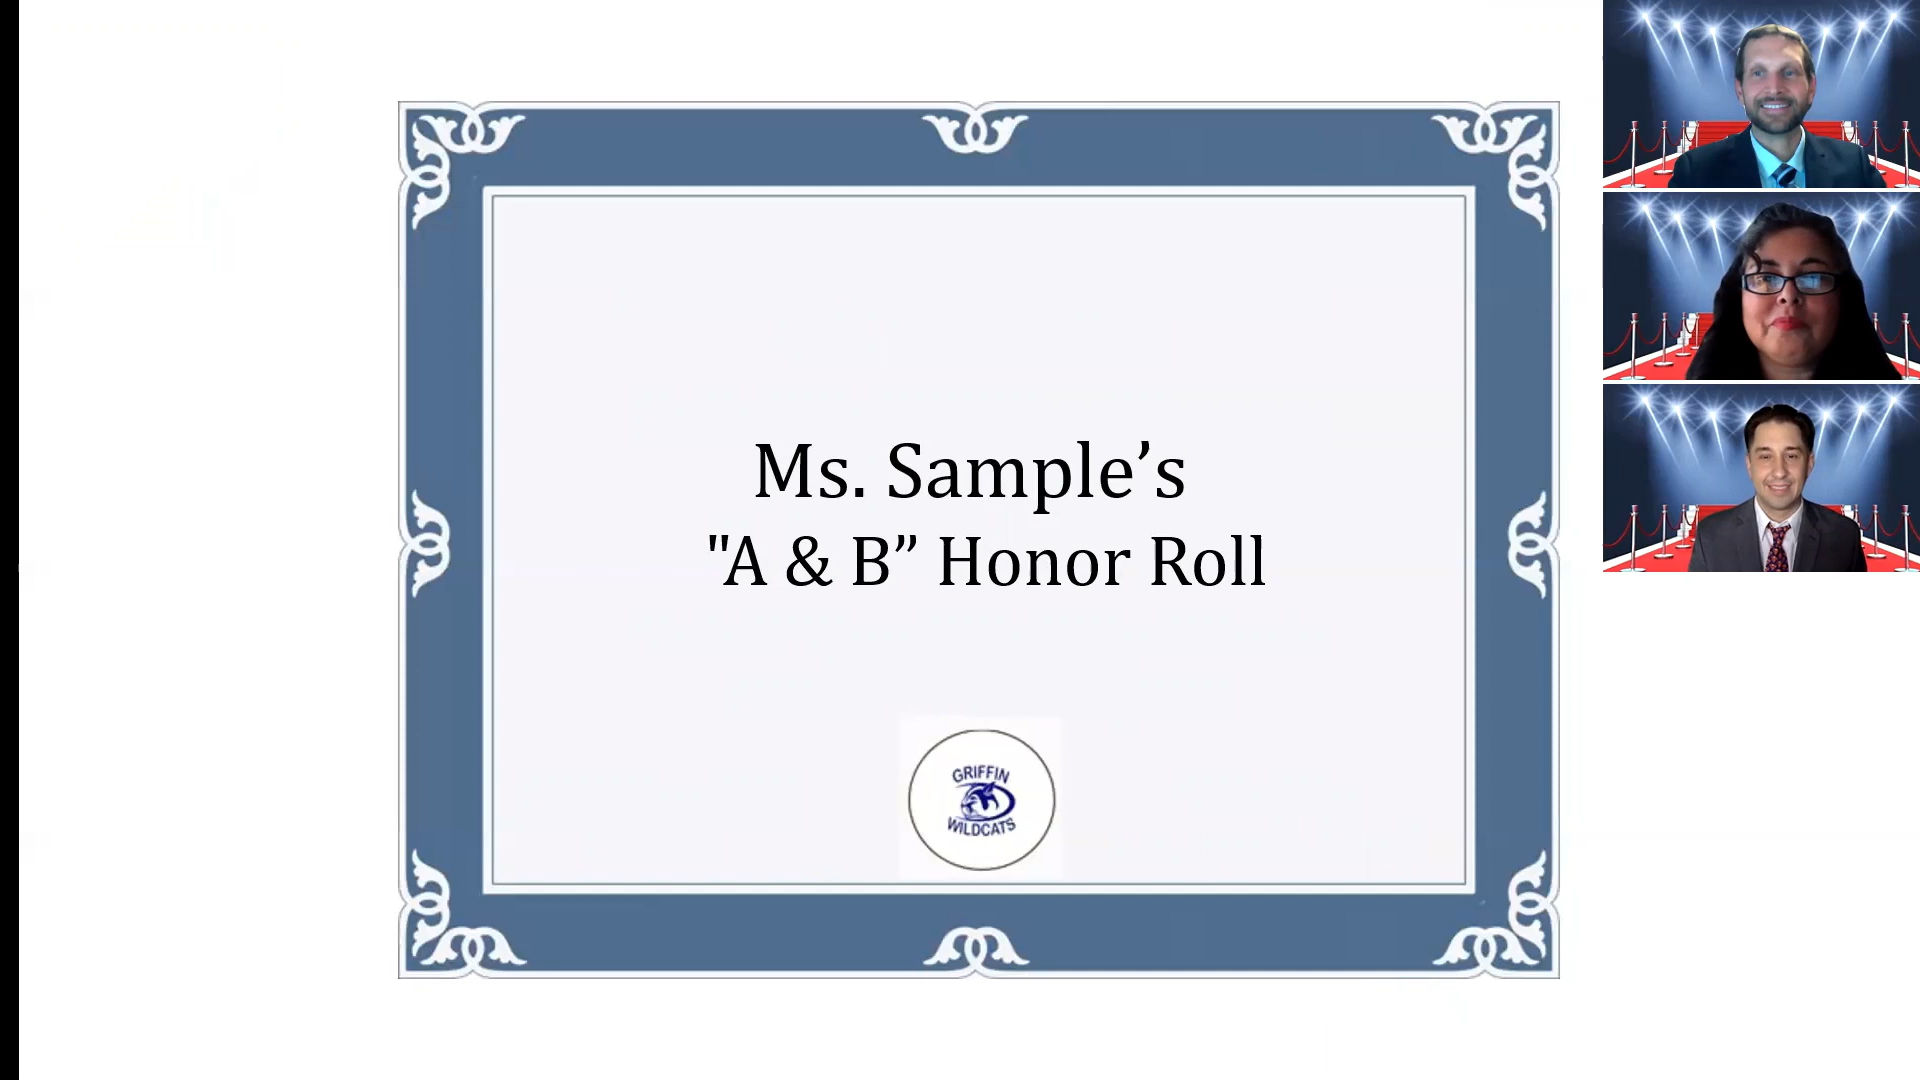 Ms. Sample’s
"A & B” Honor Roll
GRIFFIN
WILDCATS